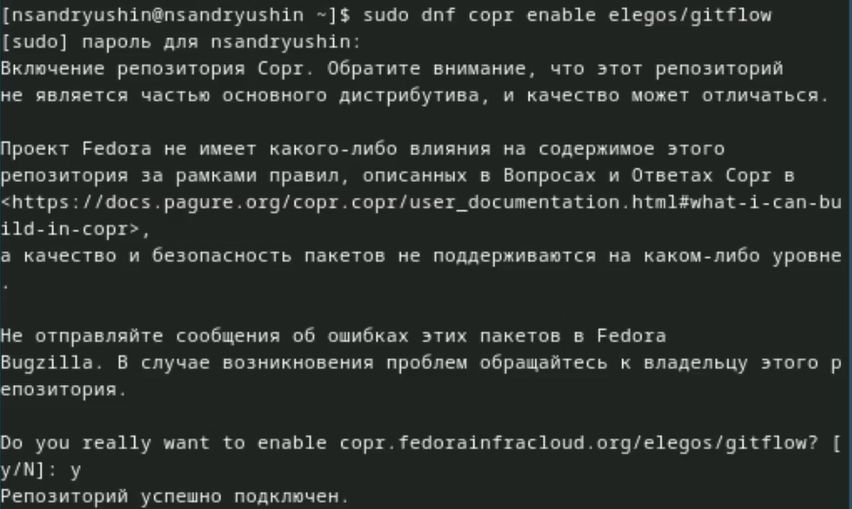 [nsandryushin@nsandryushin ~]$ sudo dnf copr enable elegos/gitflow
[sudo] пароль для nsandryushin:
Включение репозитория Copr. Обратите внимание, что этот репозиторий
не является частью основного дистрибутива, и качество может отличаться.
Проект Fedora не имеет какого-либо влияния на содержимое этого
репозитория за рамками правил, описанных в Вопросах и Ответах Copr в
<https://docs.pagure.org/copr.copr/user_documentation.html#what-i-can-bu
ild-in-copr>,
а качество и безопасность пакетов не поддерживаются на каком-либо уровне
.
Не отправляйте сообщения об ошибках этих пакетов в Fedora
Bugzilla. В случае возникновения проблем обращайтесь к владельцу этого р
епозитория.
Do you really want to enable copr.fedorainfracloud.org/elegos/gitflow? [
y/N]: y
Репозиторий успешно подключен.